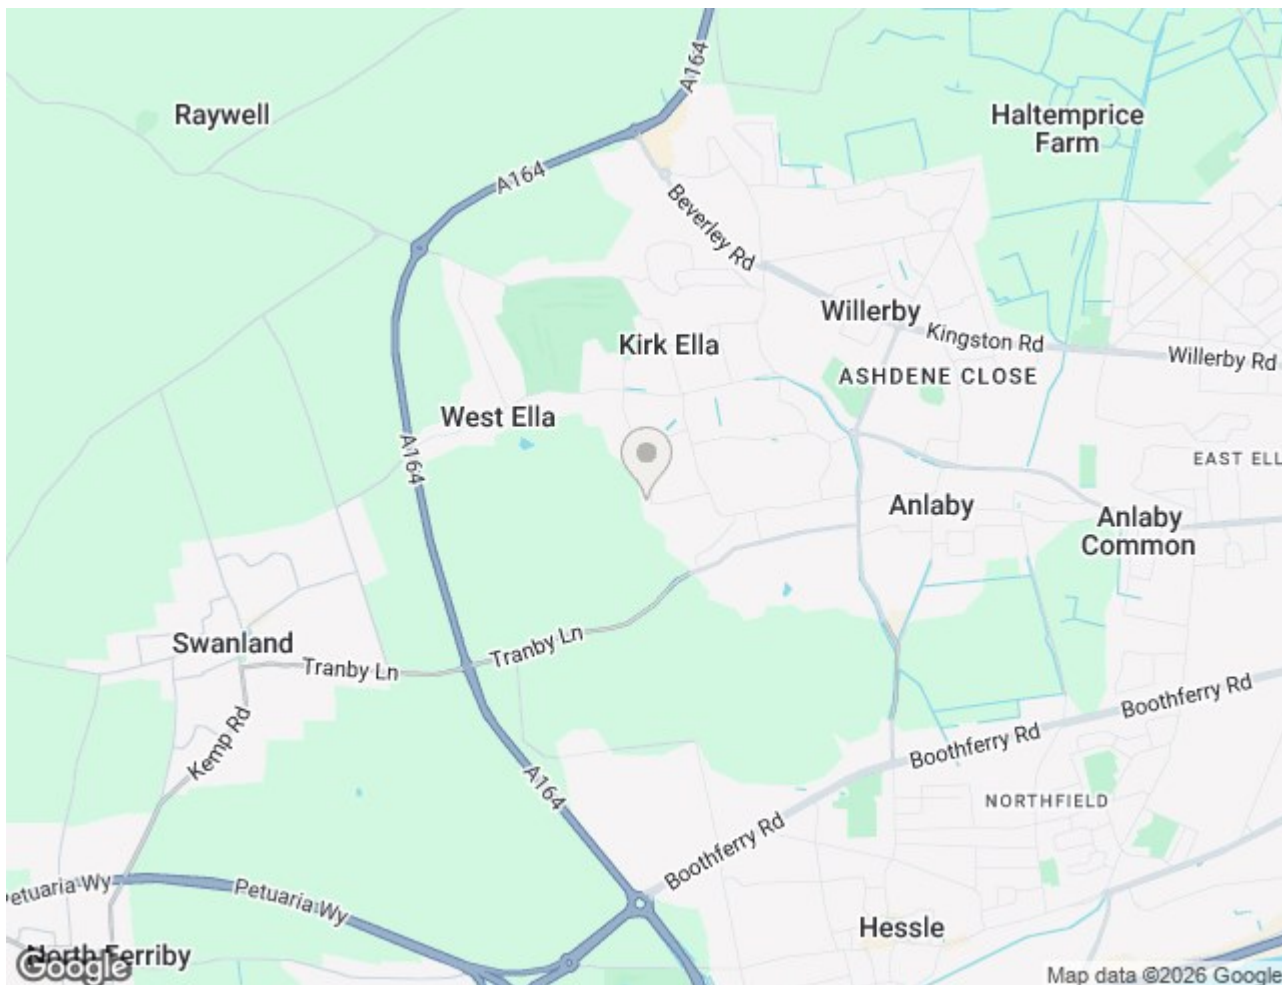 A164
Raywell
Haltemprice
Farm
A164
Beverley Rd
Willerby
Kingston Rd
Kirk Ella
Willerby Rd
ASHDENE CLOSE
West Ella
A164
EAST ELL
Anlaby
Anlaby
Common
Swanland
Tranby Ln
Tranby Ln
Boothferry Rd
Kemp Rd
Boothferry Rd
A164
NORTHFIELD
Boothferry Rd
Petuaria Wy
Petuaria Wy
Hessle
North Ferriby
Google
Map data ©2026 Google